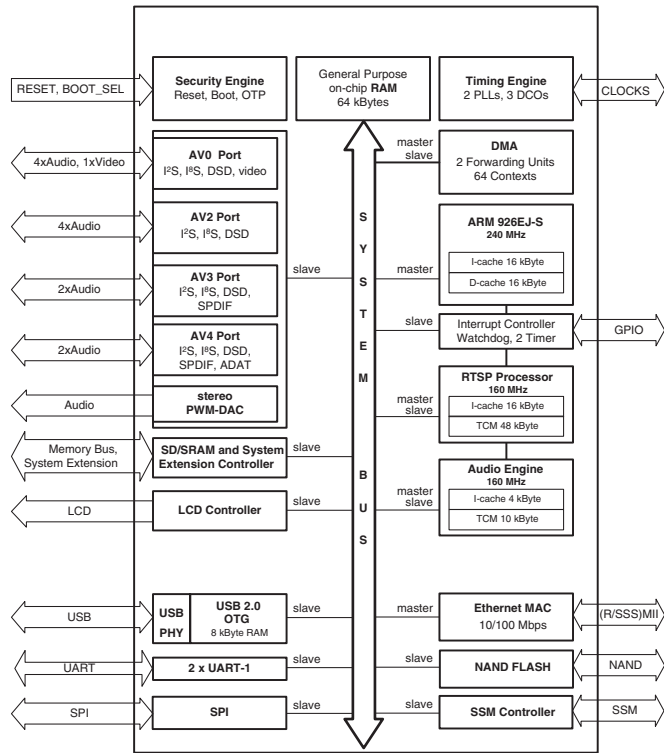 RESET, BOOT_SEL
Security Engine
Reset, Boot, OTP
General Purpose
on-chip RAM
64 kBytes
Timing Engine
2 PLLs, 3 DCOs
CLOCKS
4xAudio, 1xVideo
AV0 Port
I²S, I⁸S, DSD, video
master
slave
DMA
2 Forwarding Units
64 Contexts
4xAudio
AV2 Port
I²S, I⁸S, DSD
ARM 926EJ-S
240 MHz
I-cache 16 kByte
D-cache 16 kByte
master
2xAudio
AV3 Port
I²S, I⁸S, DSD,
SPDIF
slave
SYSTEM BUS
slave
Interrupt Controller
Watchdog, 2 Timer
GPIO
2xAudio
AV4 Port
I²S, I⁸S, DSD,
SPDIF, ADAT
RTSP Processor
160 MHz
I-cache 16 kByte
TCM 48 kByte
master
slave
Audio
stereo
PWM-DAC
Memory Bus,
System Extension
SD/SRAM and System
Extension Controller
slave
Audio Engine
160 MHz
I-cache 4 kByte
TCM 10 kByte
master
slave
LCD
LCD Controller
slave
USB
USB
PHY
USB 2.0
OTG
8 kByte RAM
slave
master
Ethernet MAC
10/100 Mbps
(R/SSS)MII
UART
2 x UART-1
slave
slave
NAND FLASH
NAND
SPI
SPI
slave
slave
SSM Controller
SSM